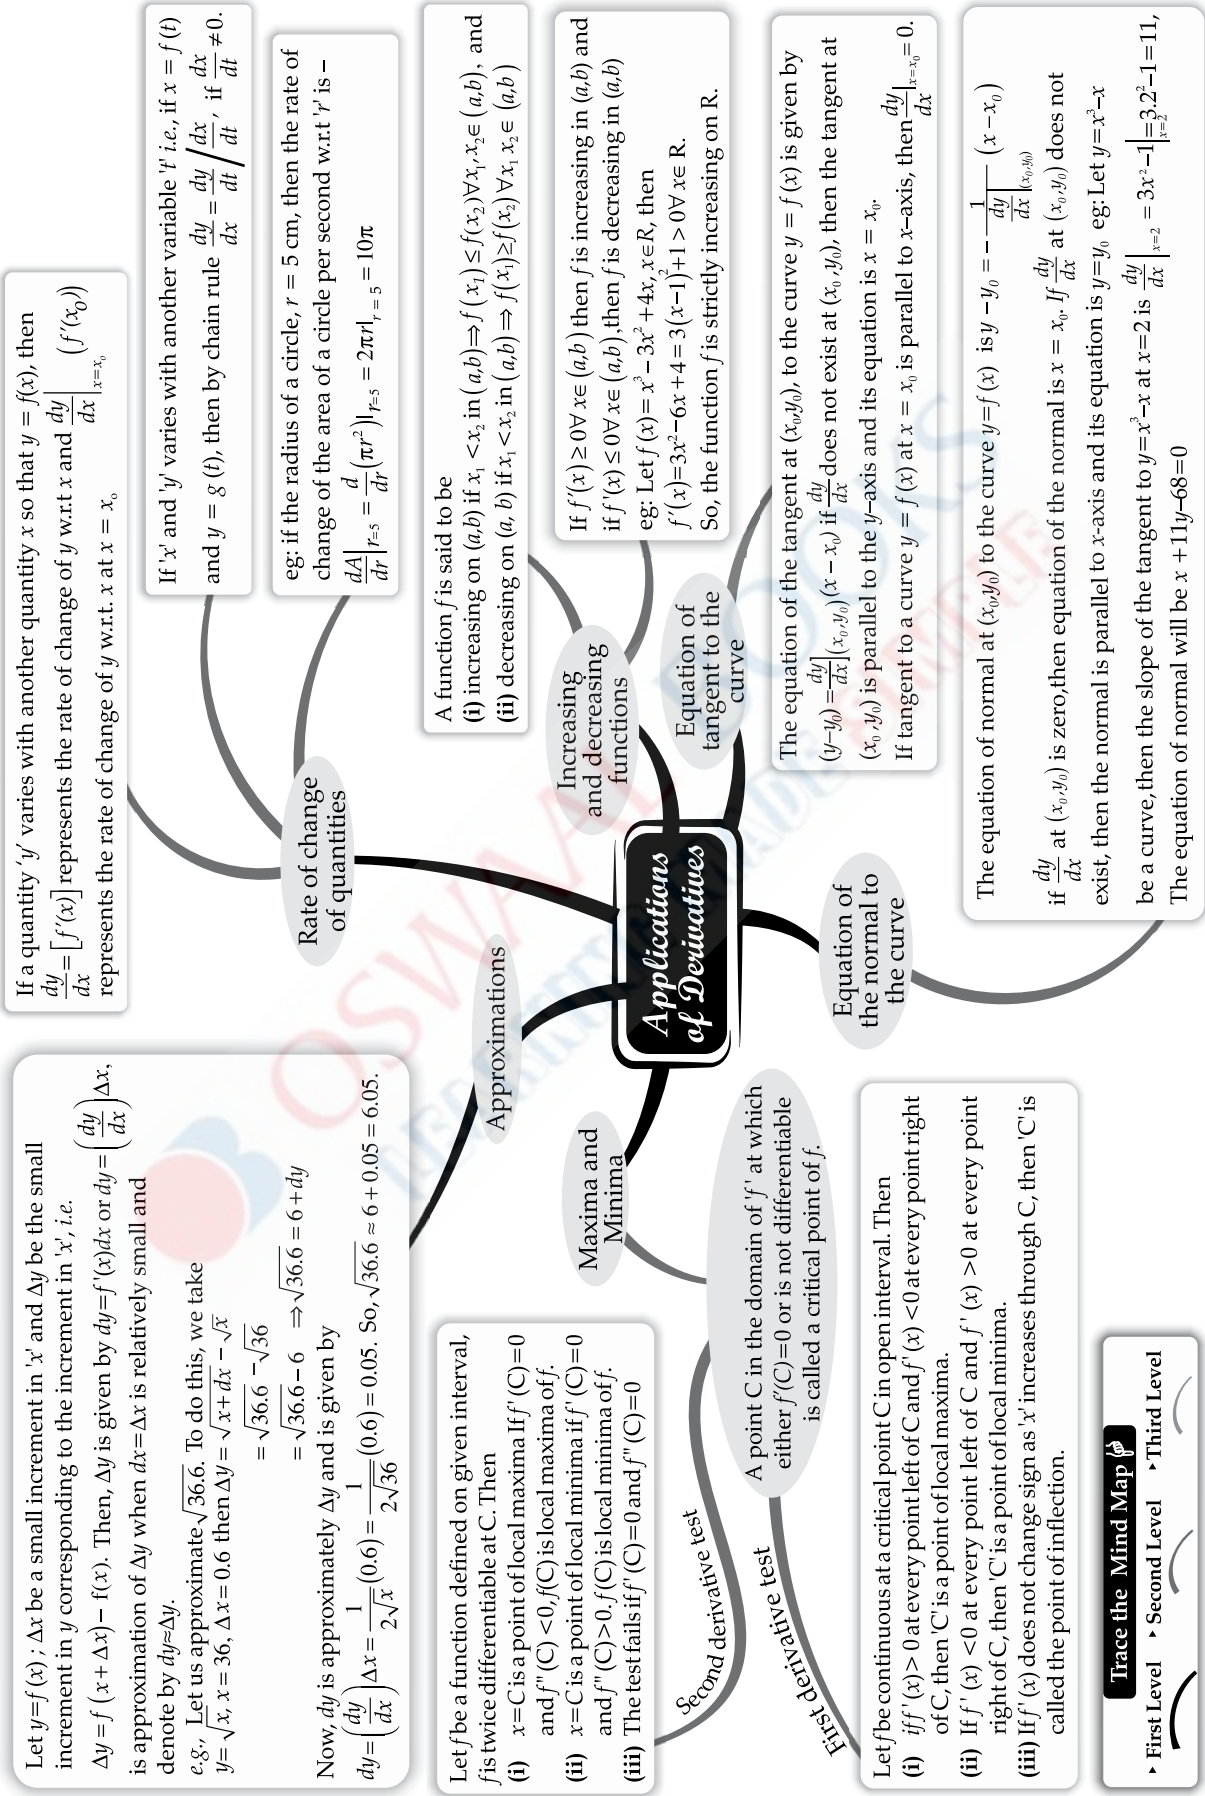 Applications
of Derivatives
Rate of change
of quantities
If a quantity 'y' varies with another quantity x so that y = f(x), then
dy/dx = [f′(x)] represents the rate of change of y w.r.t x and dy/dx|x=x₀ (f′(x₀))
represents the rate of change of y w.r.t. x at x = x₀
If 'x' and 'y' varies with another variable 't' i.e., if x = f (t)
and y = g (t), then by chain rule dy/dx = dy/dt / dx/dt, if dx/dt ≠0.
eg: if the radius of a circle, r = 5 cm, then the rate of
change of the area of a circle per second w.r.t 'r' is –
dA/dr|r=5 = d/dr(πr²)|r=5 = 2πr|r = 5 = 10π
Increasing
and decreasing
functions
A function f is said to be
(i) increasing on (a,b) if x₁ <x₂ in (a,b)⇒f (x₁) ≤ f(x₂)∀x₁,x₂∈(a,b), and
(ii) decreasing on (a, b) if x₁ <x₂ in (a,b) ⇒ f(x₁)≥f(x₂)∀x₁ x₂∈(a,b )
If f′(x) ≥0∀ x∈ (a,b) then f is increasing in (a,b) and
if f'(x) ≤0∀ x∈ (a,b),then f is decreasing in (a,b)
eg: Let f (x)= x³ – 3x² +4x, x∈R, then
f′(x)=3x²–6x+4 = 3(x–1)²+1 > 0∀x∈R.
So, the function f is strictly increasing on R.
Equation of
tangent to the
curve
The equation of the tangent at (x₀,y₀), to the curve y = f (x) is given by
(y–y₀) = dy/dx](x₀,y₀)(x – x₀) if dy/dx does not exist at (x₀ ,y₀), then the tangent at
(x₀ ,y₀) is parallel to the y–axis and its equation is x = x₀.
If tangent to a curve y = f (x) at x = x₀ is parallel to x–axis, then dy/dx|x=x₀ = 0.
Equation of
the normal to
the curve
The equation of normal at (x₀,y₀) to the curve y=f (x) is y –y₀ = – 1/(dy/dx|(x₀,y₀)) (x –x₀)
if dy/dx at (x₀,y₀) is zero,then equation of the normal is x = x₀. If dy/dx at (x₀,y₀) does not
exist, then the normal is parallel to x-axis and its equation is y=y₀ eg:Let y=x³–x
be a curve,then the slope of the tangent to y=x³–x at x=2 is dy/dx|x=2 = 3x² –1|x=2=3.2²–1=11,
The equation of normal will be x +11y–68=0
Approximations
Let y=f (x) ; Δx be a small increment in 'x' and Δy be the small
increment in y corresponding to the increment in 'x', i.e.
Δy = f (x+Δx)– f(x). Then, Δy is given by dy=f '(x)dx or dy=(dy/dx)Δx,
is approximation of Δy when dx=Δx is relatively small and
denote by dy≈Δy.
e.g., Let us approximate √36.6. To do this, we take
y= √x, x = 36, Δx=0.6 then Δy = √x+dx – √x
= √36.6 –√36
= √36.6–6 ⇒√36.6 = 6+dy
Now, dy is approximately Δy and is given by
dy=(dy/dx)Δx= 1/2√x (0.6) = 1/2√36 (0.6) = 0.05. So,√36.6 ≈ 6+0.05 = 6.05.
Maxima and
Minima
A point C in the domain of 'f ' at which
either f′(C)=0 or is not differentiable
is called a critical point of f.
Second derivative test
Let f be a function defined on given interval,
f is twice differentiable at C. Then
(i) x=C is a point of local maxima If f '(C)=0
and f''(C) <0,f(C) is local maxima of f.
(ii) x=C is a point of local minima if f '(C)=0
and f''(C)>0, f(C) is local minima of f.
(iii) The test fails if f '(C)=0 and f''(C)=0
First derivative test
Let f be continuous at a critical point C in open interval. Then
(i) if f '(x)> 0 at every point left of C and f '(x) <0 at every point right
of C, then 'C' is a point of local maxima.
(ii) If f '(x) <0 at every point left of C and f '(x) >0 at every point
right of C, then 'C' is a point of local minima.
(iii) If f '(x) does not change sign as 'x' increases through C, then 'C' is
called the point of inflection.
Trace the Mind Map
First Level
Second Level
Third Level
OSWAAL BOOKS
LEARNING MADE SIMPLE